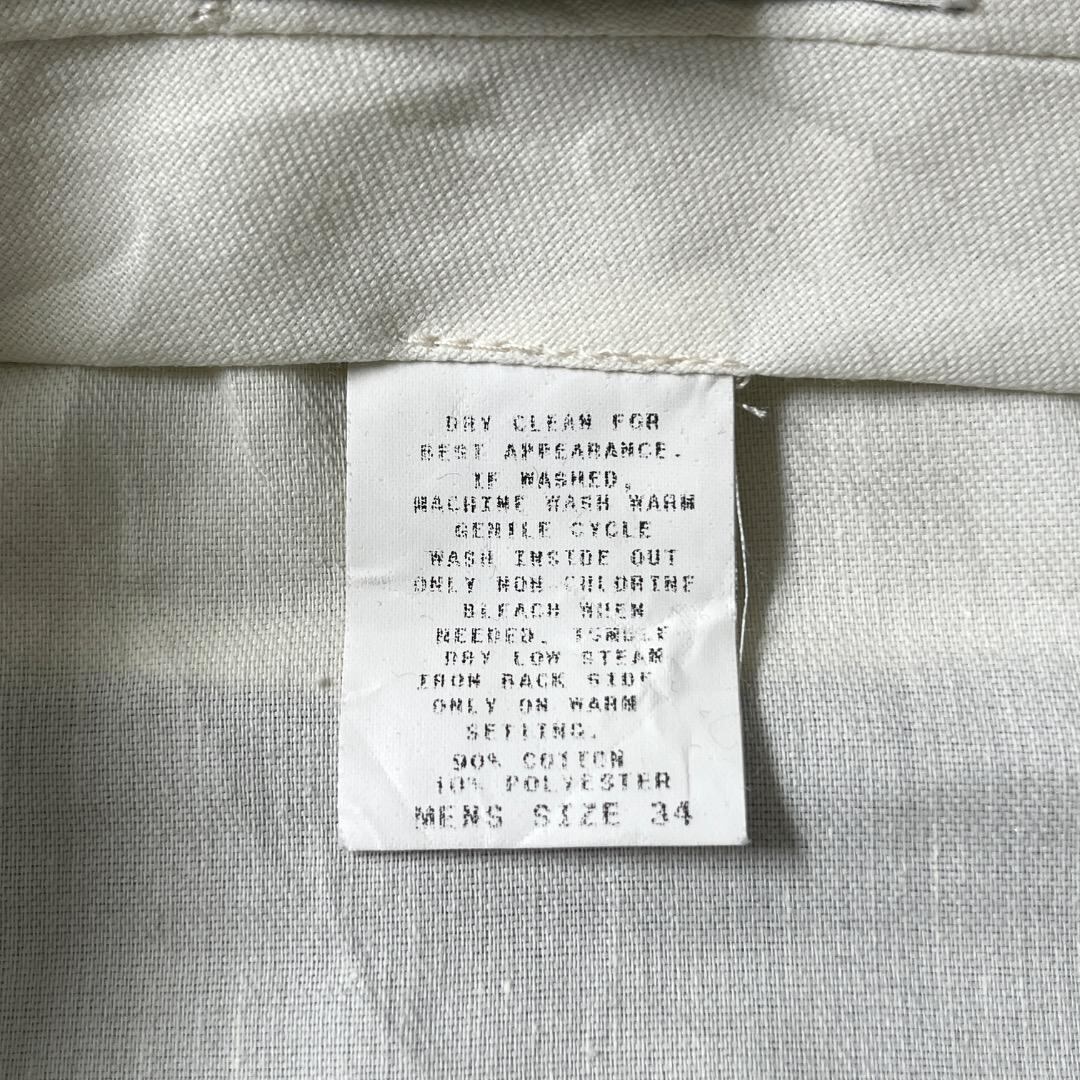 DRY CLEAN FOR
BEST APPEARANCE.
IF WASHED,
MACHINE WASH WARM
GENTLE CYCLE
WASH INSIDE OUT
ONLY NON CHLORINE
BLEACH WHEN
NEEDED. TUMBLE
DRY LOW STEAM
IRON BACK SIDE
ONLY ON WARM
SETTING.
90% COTTON
10% POLYESTER
MENS SIZE 34